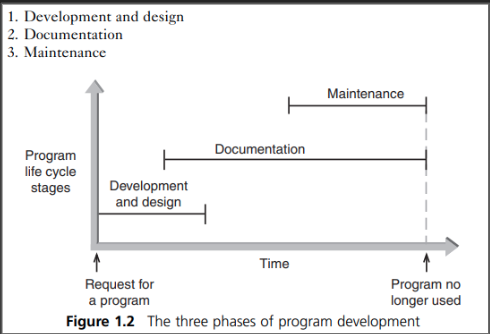 1. Development and design
2. Documentation
3. Maintenance
Maintenance
Documentation
Program
life cycle
stages
Development
and design
Time
Request for
a program
Program no
longer used
Figure 1.2 The three phases of program development